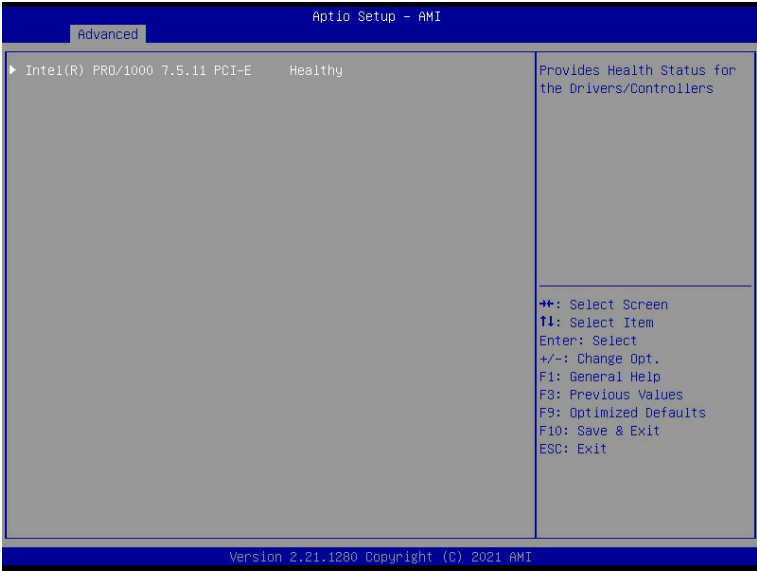 Aptio Setup – AMI
Advanced
▶ Intel(R) PRO/1000 7.5.11 PCI-E    Healthy
Provides Health Status for
the Drivers/Controllers
→←: Select Screen
↑↓: Select Item
Enter: Select
+/-: Change Opt.
F1: General Help
F3: Previous Values
F9: Optimized Defaults
F10: Save & Exit
ESC: Exit
Version 2.21.1280 Copyright (C) 2021 AMI